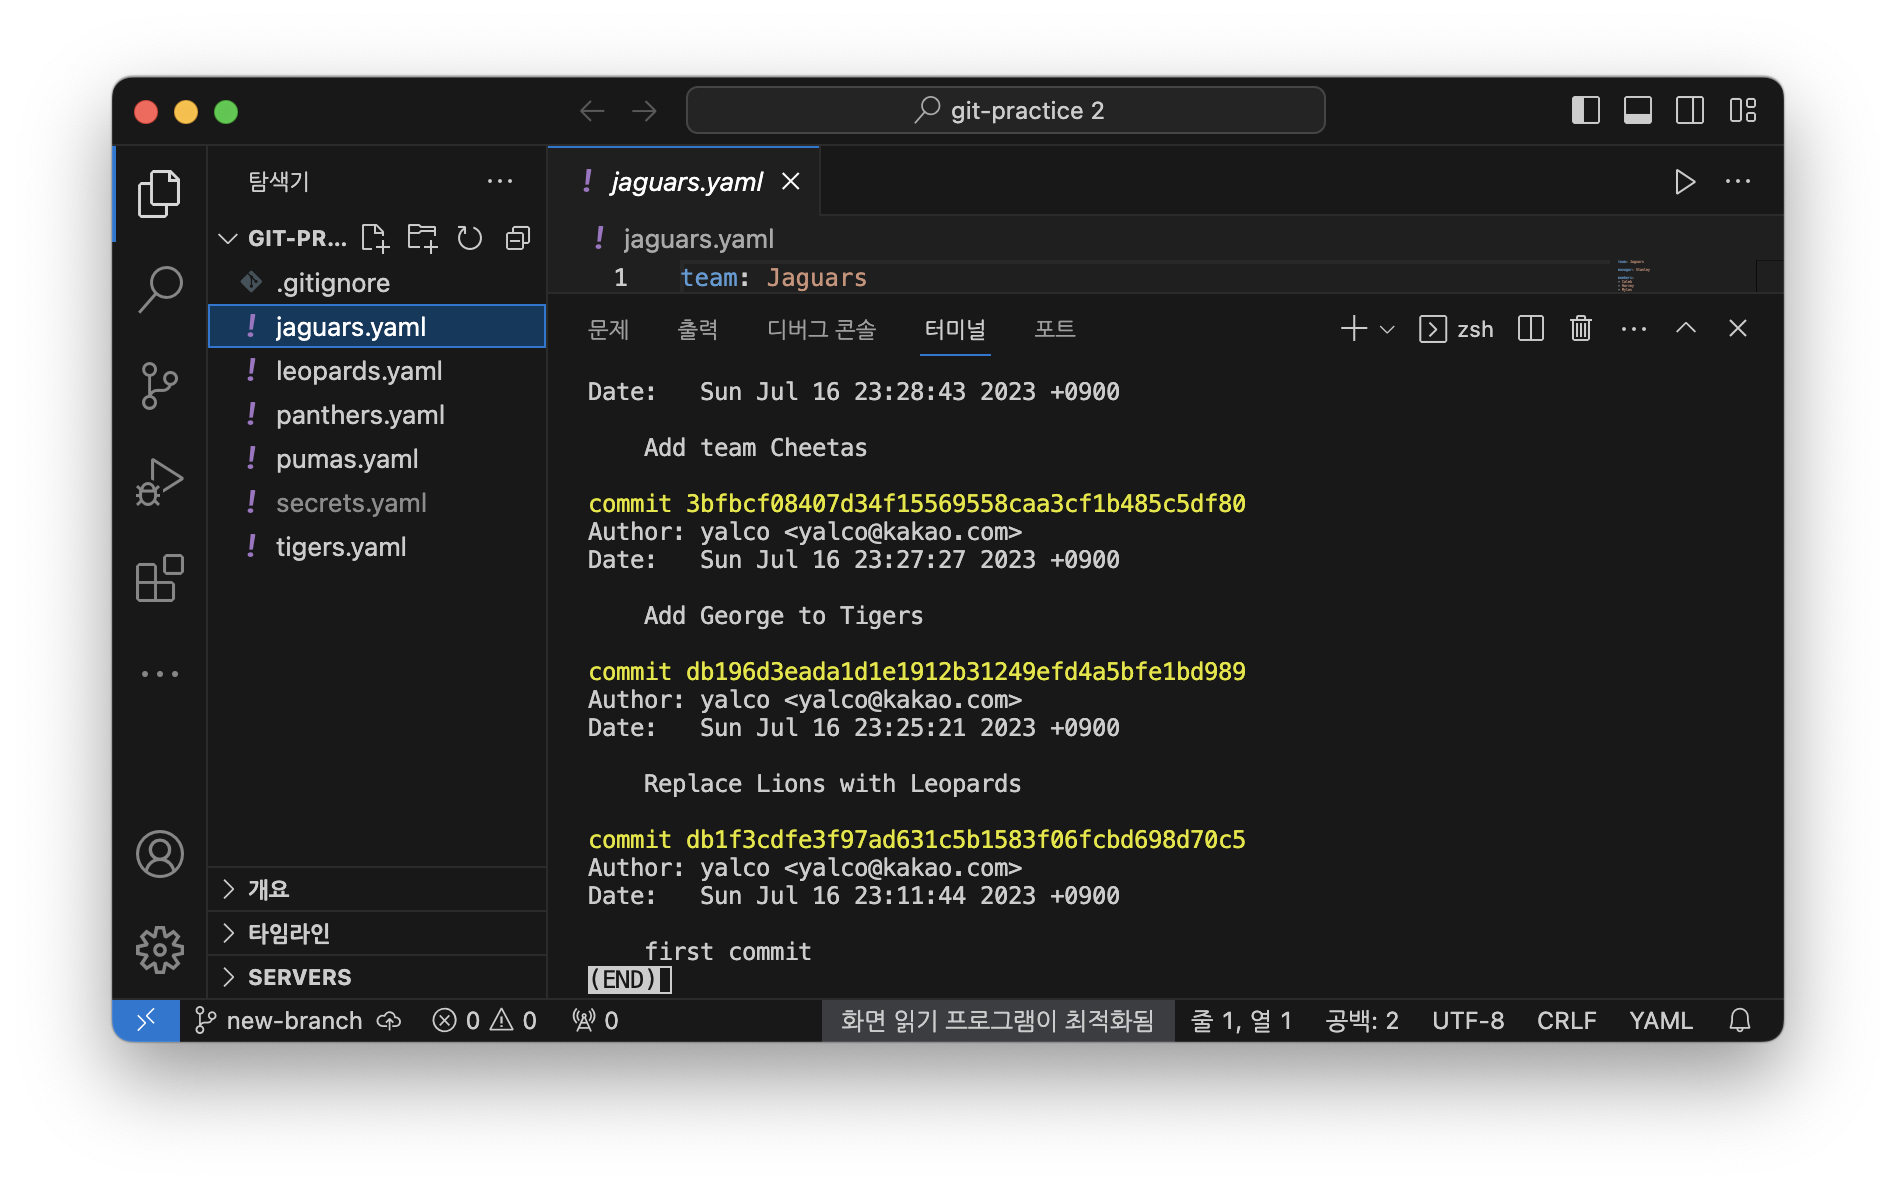 git-practice 2
탐색기
GIT-PR...
.gitignore
jaguars.yaml
leopards.yaml
panthers.yaml
pumas.yaml
secrets.yaml
tigers.yaml
개요
타임라인
SERVERS
! jaguars.yaml
! jaguars.yaml
1 team: Jaguars
문제 출력 디버그 콘솔 터미널 포트 zsh
Date:   Sun Jul 16 23:28:43 2023 +0900
Add team Cheetas
commit 3bfbcf08407d34f15569558caa3cf1b485c5df80
Author: yalco <yalco@kakao.com>
Date:   Sun Jul 16 23:27:27 2023 +0900
Add George to Tigers
commit db196d3eada1d1e1912b31249efd4a5bfe1bd989
Author: yalco <yalco@kakao.com>
Date:   Sun Jul 16 23:25:21 2023 +0900
Replace Lions with Leopards
commit db1f3cdfe3f97ad631c5b1583f06fcbd698d70c5
Author: yalco <yalco@kakao.com>
Date:   Sun Jul 16 23:11:44 2023 +0900
first commit
(END)
new-branch 0 0 0 화면 읽기 프로그램이 최적화됨 줄 1, 열 1 공백: 2 UTF-8 CRLF YAML